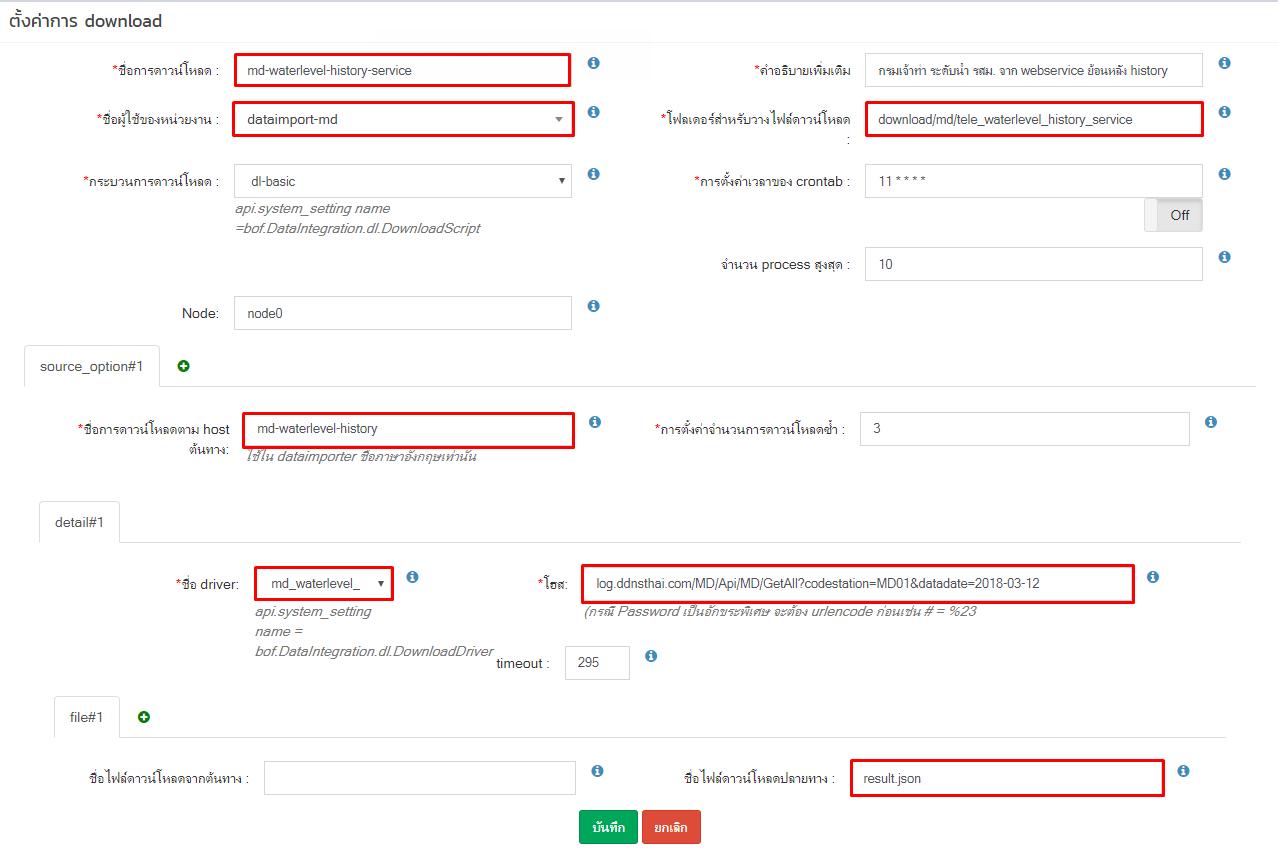 ตั้งค่าการ download
*ชื่อการดาวน์โหลด : md-waterlevel-history-service *คำอธิบายเพิ่มเติม กรมเจ้าท่า ระดับน้ำ รสม. จาก webservice ย้อนหลัง history
*ชื่อผู้ใช้ของหน่วยงาน : dataimport-md *โฟลเดอร์สำหรับวางไฟล์ดาวน์โหลด : download/md/tele_waterlevel_history_service
*กระบวนการดาวน์โหลด : dl-basic *การตั้งค่าเวลาของ crontab : 11 * * * *
api.system_setting name
=bof.DataIntegration.dl.DownloadScript
Off
จำนวน process สูงสุด : 10
Node: node0
source_option#1
*ชื่อการดาวน์โหลดตาม host ต้นทาง: md-waterlevel-history *การตั้งค่าจำนวนการดาวน์โหลดซ้ำ : 3
ใช้ใน dataimporter ชื่อภาษาอังกฤษเท่านั้น
detail#1
*ชื่อ driver: md_waterlevel_ *โฮส: log.ddnsthai.com/MD/Api/MD/GetAll?codestation=MD01&datadate=2018-03-12
api.system_setting
name =
bof.DataIntegration.dl.DownloadDriver
(กรณี Password เป็นอักขระพิเศษ จะต้อง urlencode ก่อนเช่น # = %23
timeout : 295
file#1
ชื่อไฟล์ดาวน์โหลดจากต้นทาง : ชื่อไฟล์ดาวน์โหลดปลายทาง : result.json
บันทึก ยกเลิก